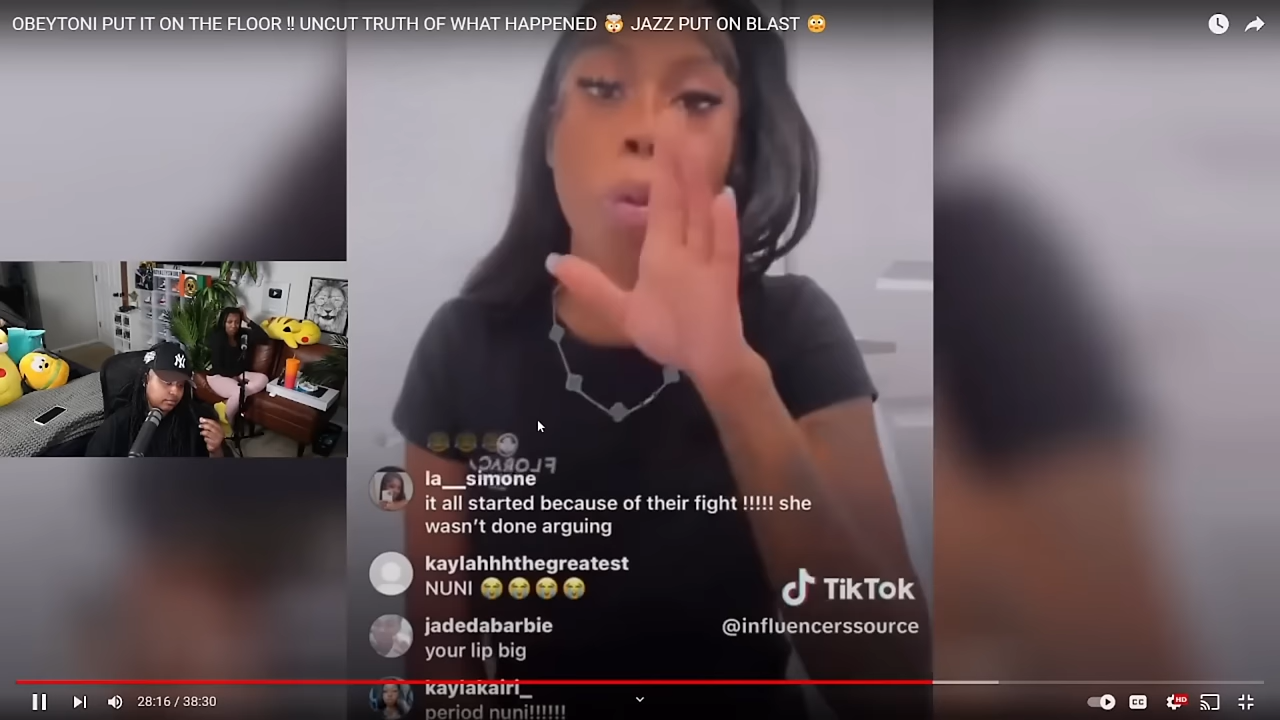 OBEYTONI PUT IT ON THE FLOOR !! UNCUT TRUTH OF WHAT HAPPENED 🤯 JAZZ PUT ON BLAST 😳
la__simone
it all started because of their fight !!!!! she
wasn't done arguing
kaylahhhthegreatest
NUNI 😭😭😭😭
jadedabarbie
your lip big
TikTok
@influencerssource
kaylakairi_
period nuni!!!!!!
28:16 / 38:30
CC
HD